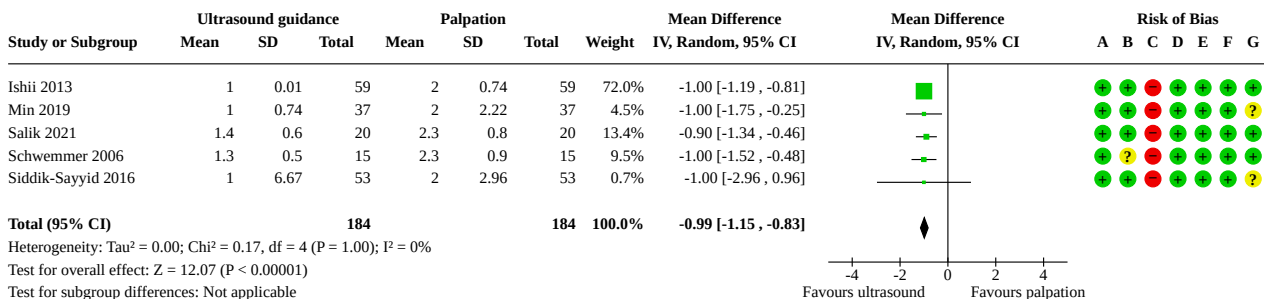 Ultrasound guidance Palpation Mean Difference Mean Difference Risk of Bias
Study or Subgroup Mean SD Total Mean SD Total Weight IV, Random, 95% CI IV, Random, 95% CI A B C D E F G
Ishii 2013 1 0.01 59 2 0.74 59 72.0% -1.00 [-1.19 , -0.81] + + − + + + +
Min 2019 1 0.74 37 2 2.22 37 4.5% -1.00 [-1.75 , -0.25] + + − + + + ?
Salik 2021 1.4 0.6 20 2.3 0.8 20 13.4% -0.90 [-1.34 , -0.46] + + − + + + +
Schwemmer 2006 1.3 0.5 15 2.3 0.9 15 9.5% -1.00 [-1.52 , -0.48] + ? − + + + +
Siddik-Sayyid 2016 1 6.67 53 2 2.96 53 0.7% -1.00 [-2.96 , 0.96] + + − + + + ?
Total (95% CI) 184 184 100.0% -0.99 [-1.15 , -0.83]
Heterogeneity: Tau² = 0.00; Chi² = 0.17, df = 4 (P = 1.00); I² = 0%
Test for overall effect: Z = 12.07 (P < 0.00001)
-4 -2 0 2 4
Test for subgroup differences: Not applicable Favours ultrasound Favours palpation